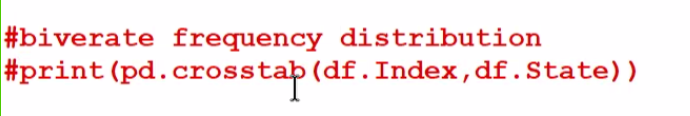 #biverate frequency distribution
#print(pd.crosstab(df.Index,df.State))